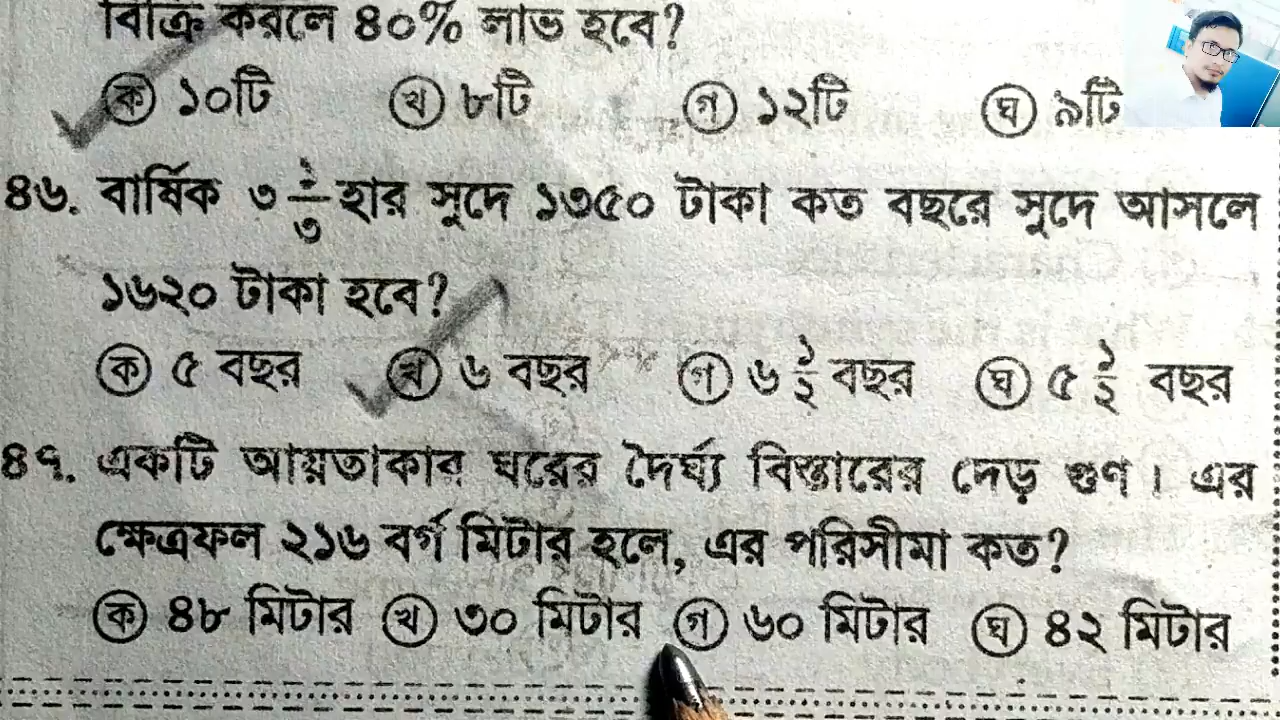 বিক্রি করলে ৪০% লাভ হবে?
ক ১০টি খ ৮টি গ ১২টি ঘ ৯টি
৪৬. বার্ষিক ৩ ১/৩ হার সুদে ১৩৫০ টাকা কত বছরে সুদে আসলে
১৬২০ টাকা হবে?
ক ৫ বছর খ ৬ বছর গ ৬ ১/২ বছর ঘ ৫ ১/২ বছর
৪৭. একটি আয়তাকার ঘরের দৈর্ঘ্য বিস্তারের দেড় গুণ। এর
ক্ষেত্রফল ২১৬ বর্গ মিটার হলে, এর পরিসীমা কত?
ক ৪৮ মিটার খ ৩০ মিটার গ ৬০ মিটার ঘ ৪২ মিটার